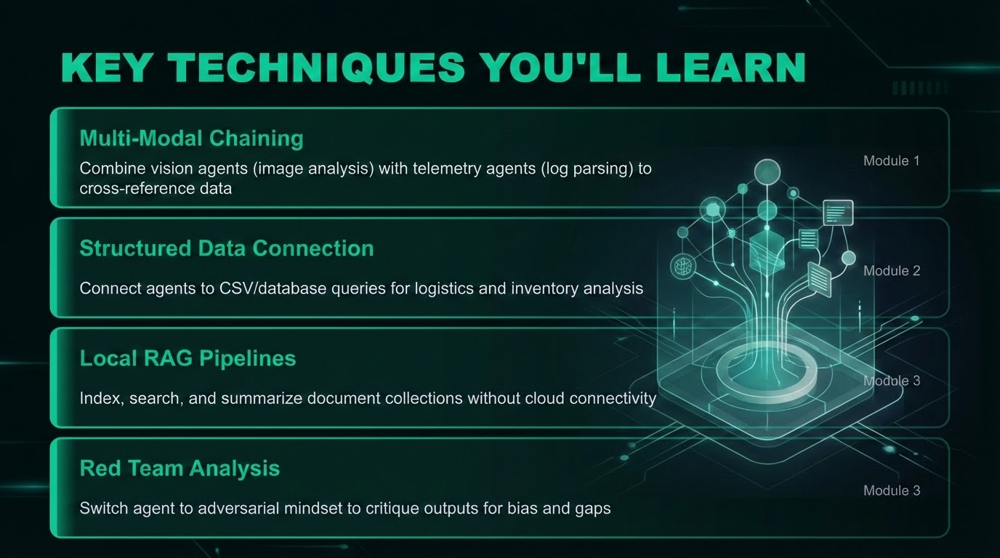 KEY TECHNIQUES YOU'LL LEARN
Multi-Modal Chaining
Combine vision agents (image analysis) with telemetry agents (log parsing) to
cross-reference data
Module 1
Structured Data Connection
Connect agents to CSV/database queries for logistics and inventory analysis
Module 2
Local RAG Pipelines
Index, search, and summarize document collections without cloud connectivity
Module 3
Red Team Analysis
Switch agent to adversarial mindset to critique outputs for bias and gaps
Module 3